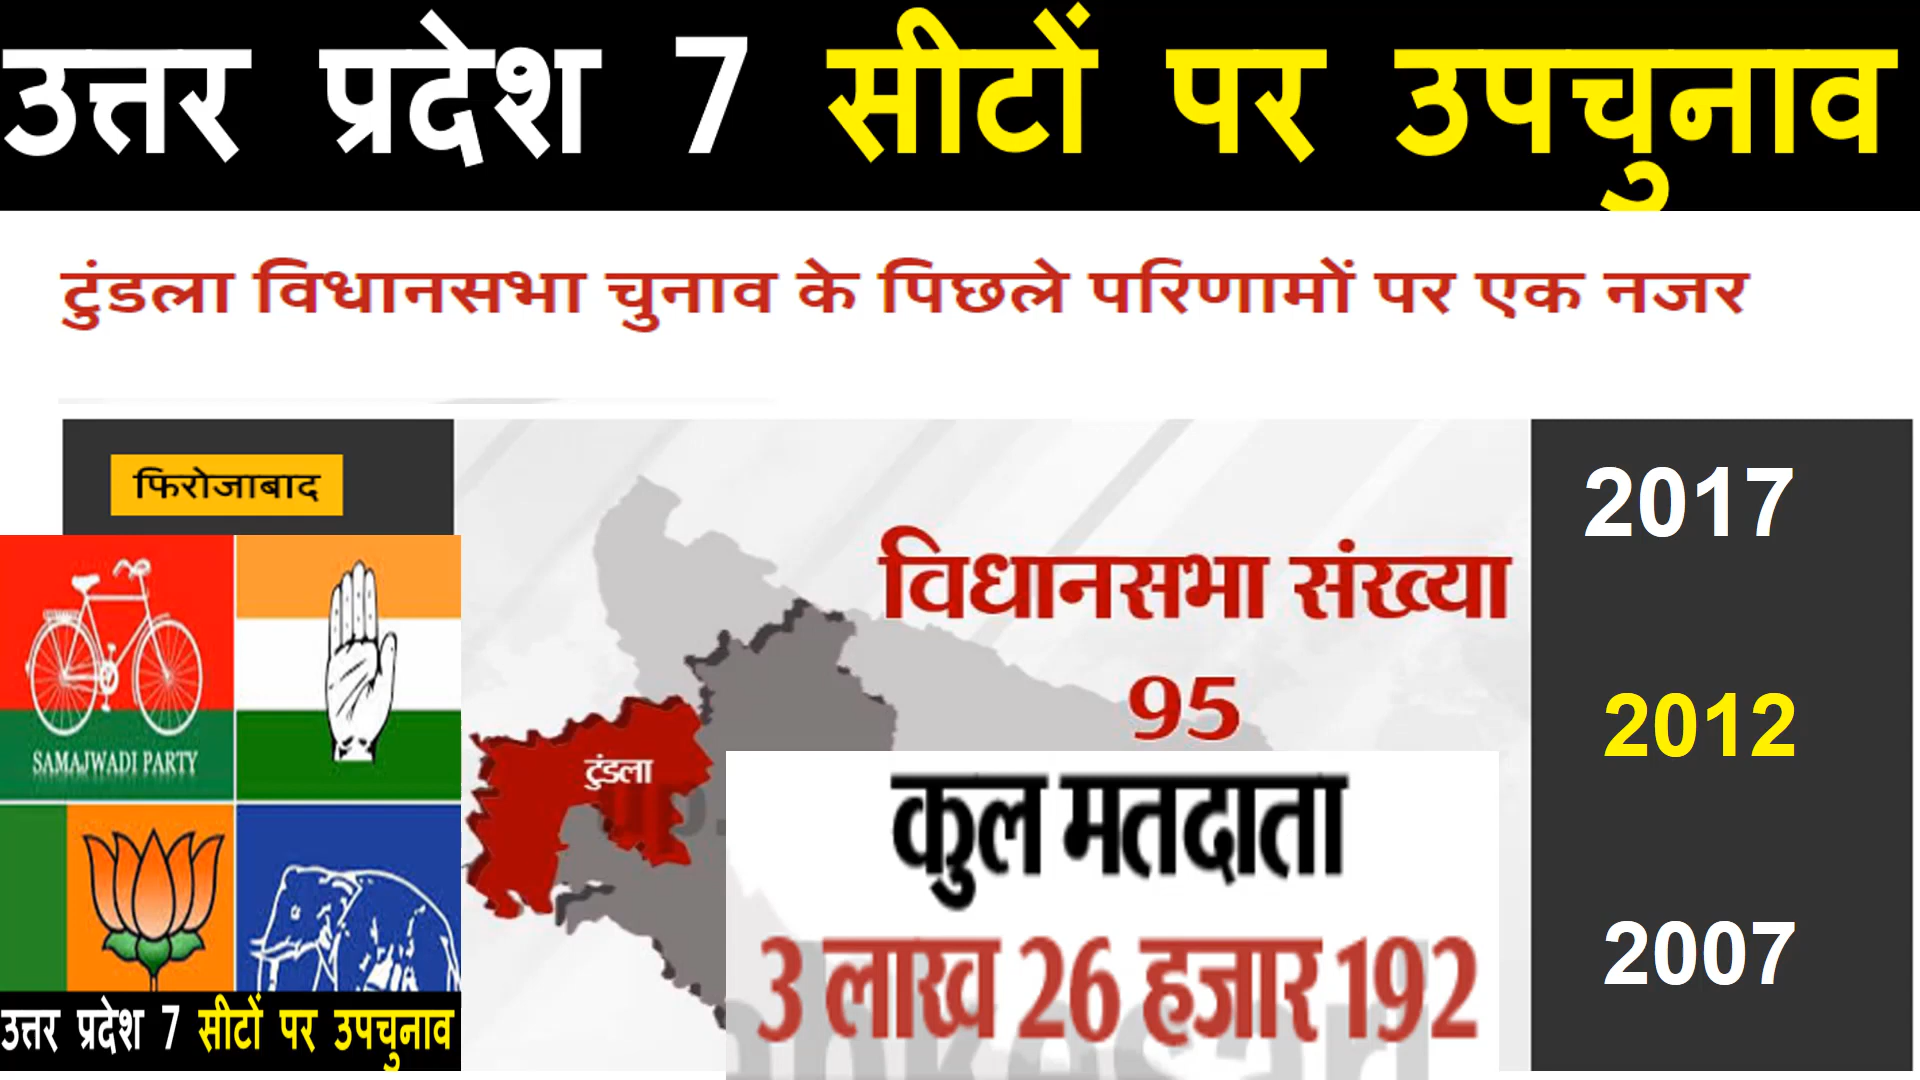 उत्तर प्रदेश 7 सीटों पर उपचुनाव
टुंडला विधानसभा चुनाव के पिछले परिणामों पर एक नजर
फिरोजाबाद
SAMAJWADI PARTY
उत्तर प्रदेश 7 सीटों पर उपचुनाव
टुंडला
विधानसभा संख्या
95
कुल मतदाता
3 लाख 26 हजार 192
2017
2012
2007